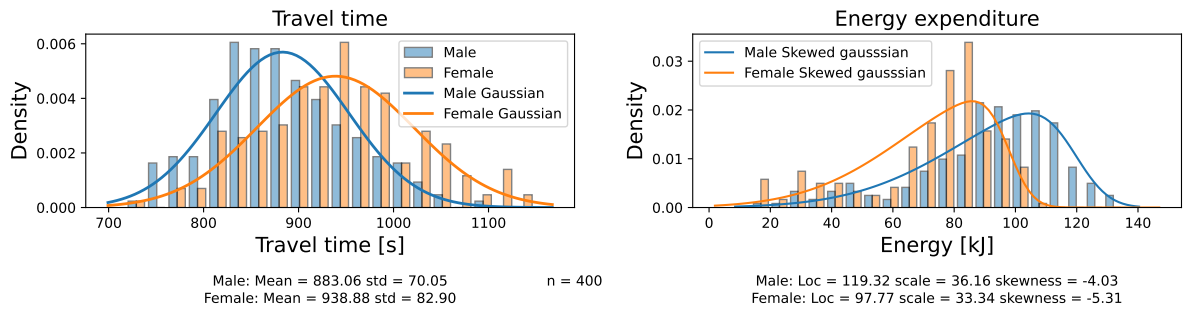 Travel time
0.006
0.004
0.002
0.000
Density
Male
Female
Male Gaussian
Female Gaussian
700 800 900 1000 1100
Travel time [s]
Male: Mean = 883.06 std = 70.05
Female: Mean = 938.88 std = 82.90
n = 400
Energy expenditure
0.03
0.02
0.01
0.00
Density
Male Skewed gausssian
Female Skewed gausssian
0 20 40 60 80 100 120 140
Energy [kJ]
Male: Loc = 119.32 scale = 36.16 skewness = -4.03
Female: Loc = 97.77 scale = 33.34 skewness = -5.31